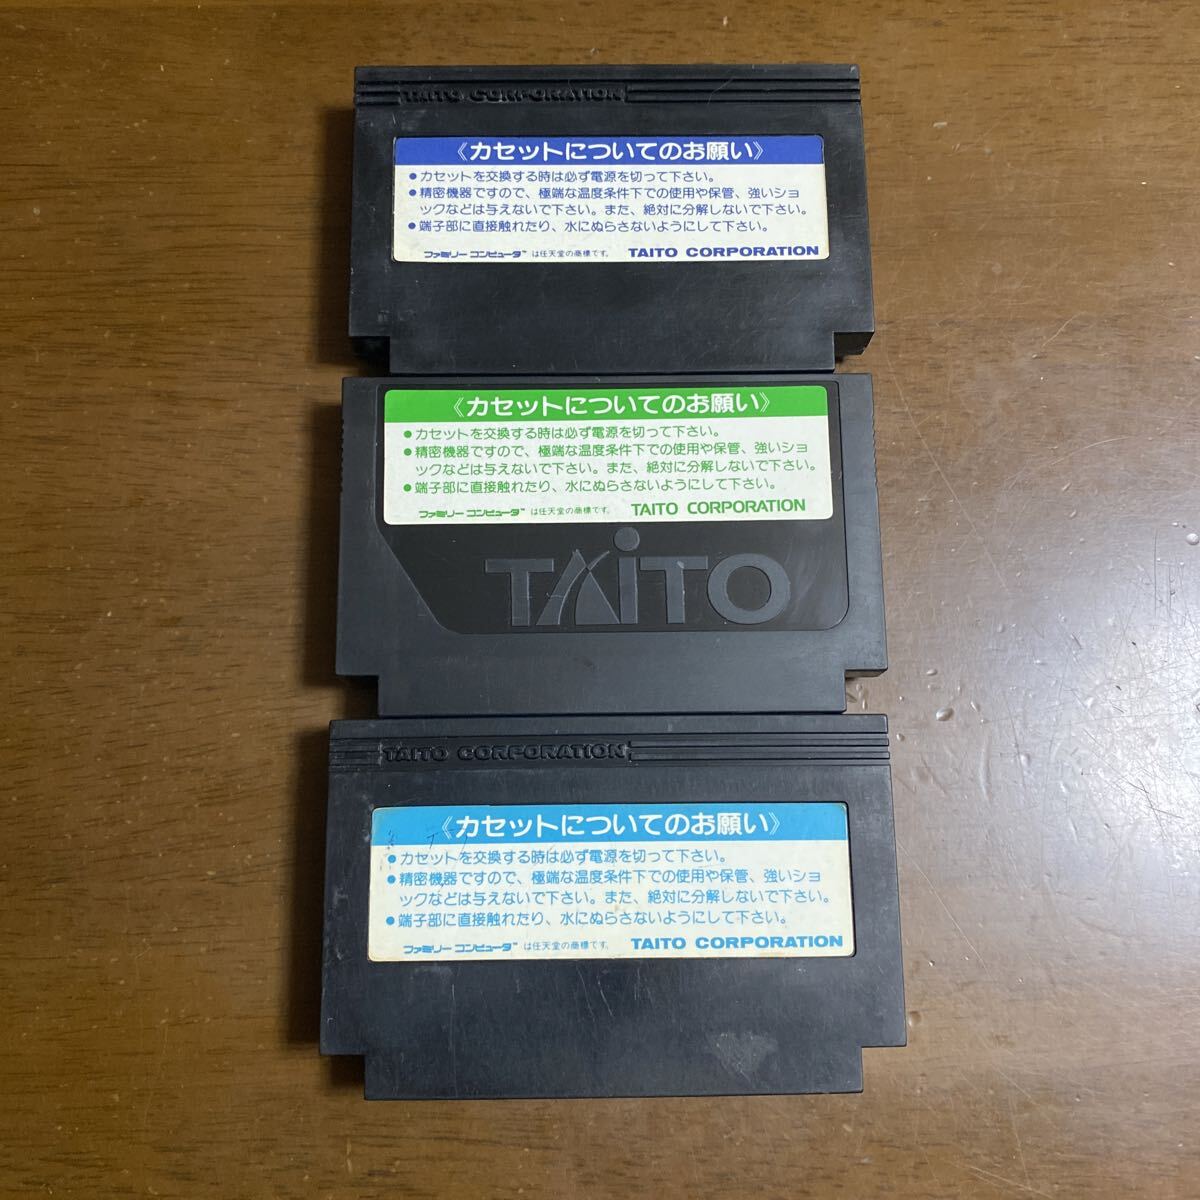 TAITO CORPORATION
《カセットについてのお願い》
●カセットを交換する時は必ず電源を切って下さい。
●精密機器ですので、極端な温度条件下での使用や保管、強いショ
ックなどは与えないで下さい。また、絶対に分解しないで下さい。
●端子部に直接触れたり、水にぬらさないようにして下さい。
ファミリーコンピュータ™は任天堂の商標です。 TAITO CORPORATION
《カセットについてのお願い》
●カセットを交換する時は必ず電源を切って下さい。
●精密機器ですので、極端な温度条件下での使用や保管、強いショ
ックなどは与えないで下さい。また、絶対に分解しないで下さい。
●端子部に直接触れたり、水にぬらさないようにして下さい。
ファミリーコンピュータ™は任天堂の商標です。 TAITO CORPORATION
TAiTO
TAITO CORPORATION
《カセットについてのお願い》
●カセットを交換する時は必ず電源を切って下さい。
●精密機器ですので、極端な温度条件下での使用や保管、強いショ
ックなどは与えないで下さい。また、絶対に分解しないで下さい。
●端子部に直接触れたり、水にぬらさないようにして下さい。
ファミリーコンピュータ™は任天堂の商標です。 TAITO CORPORATION